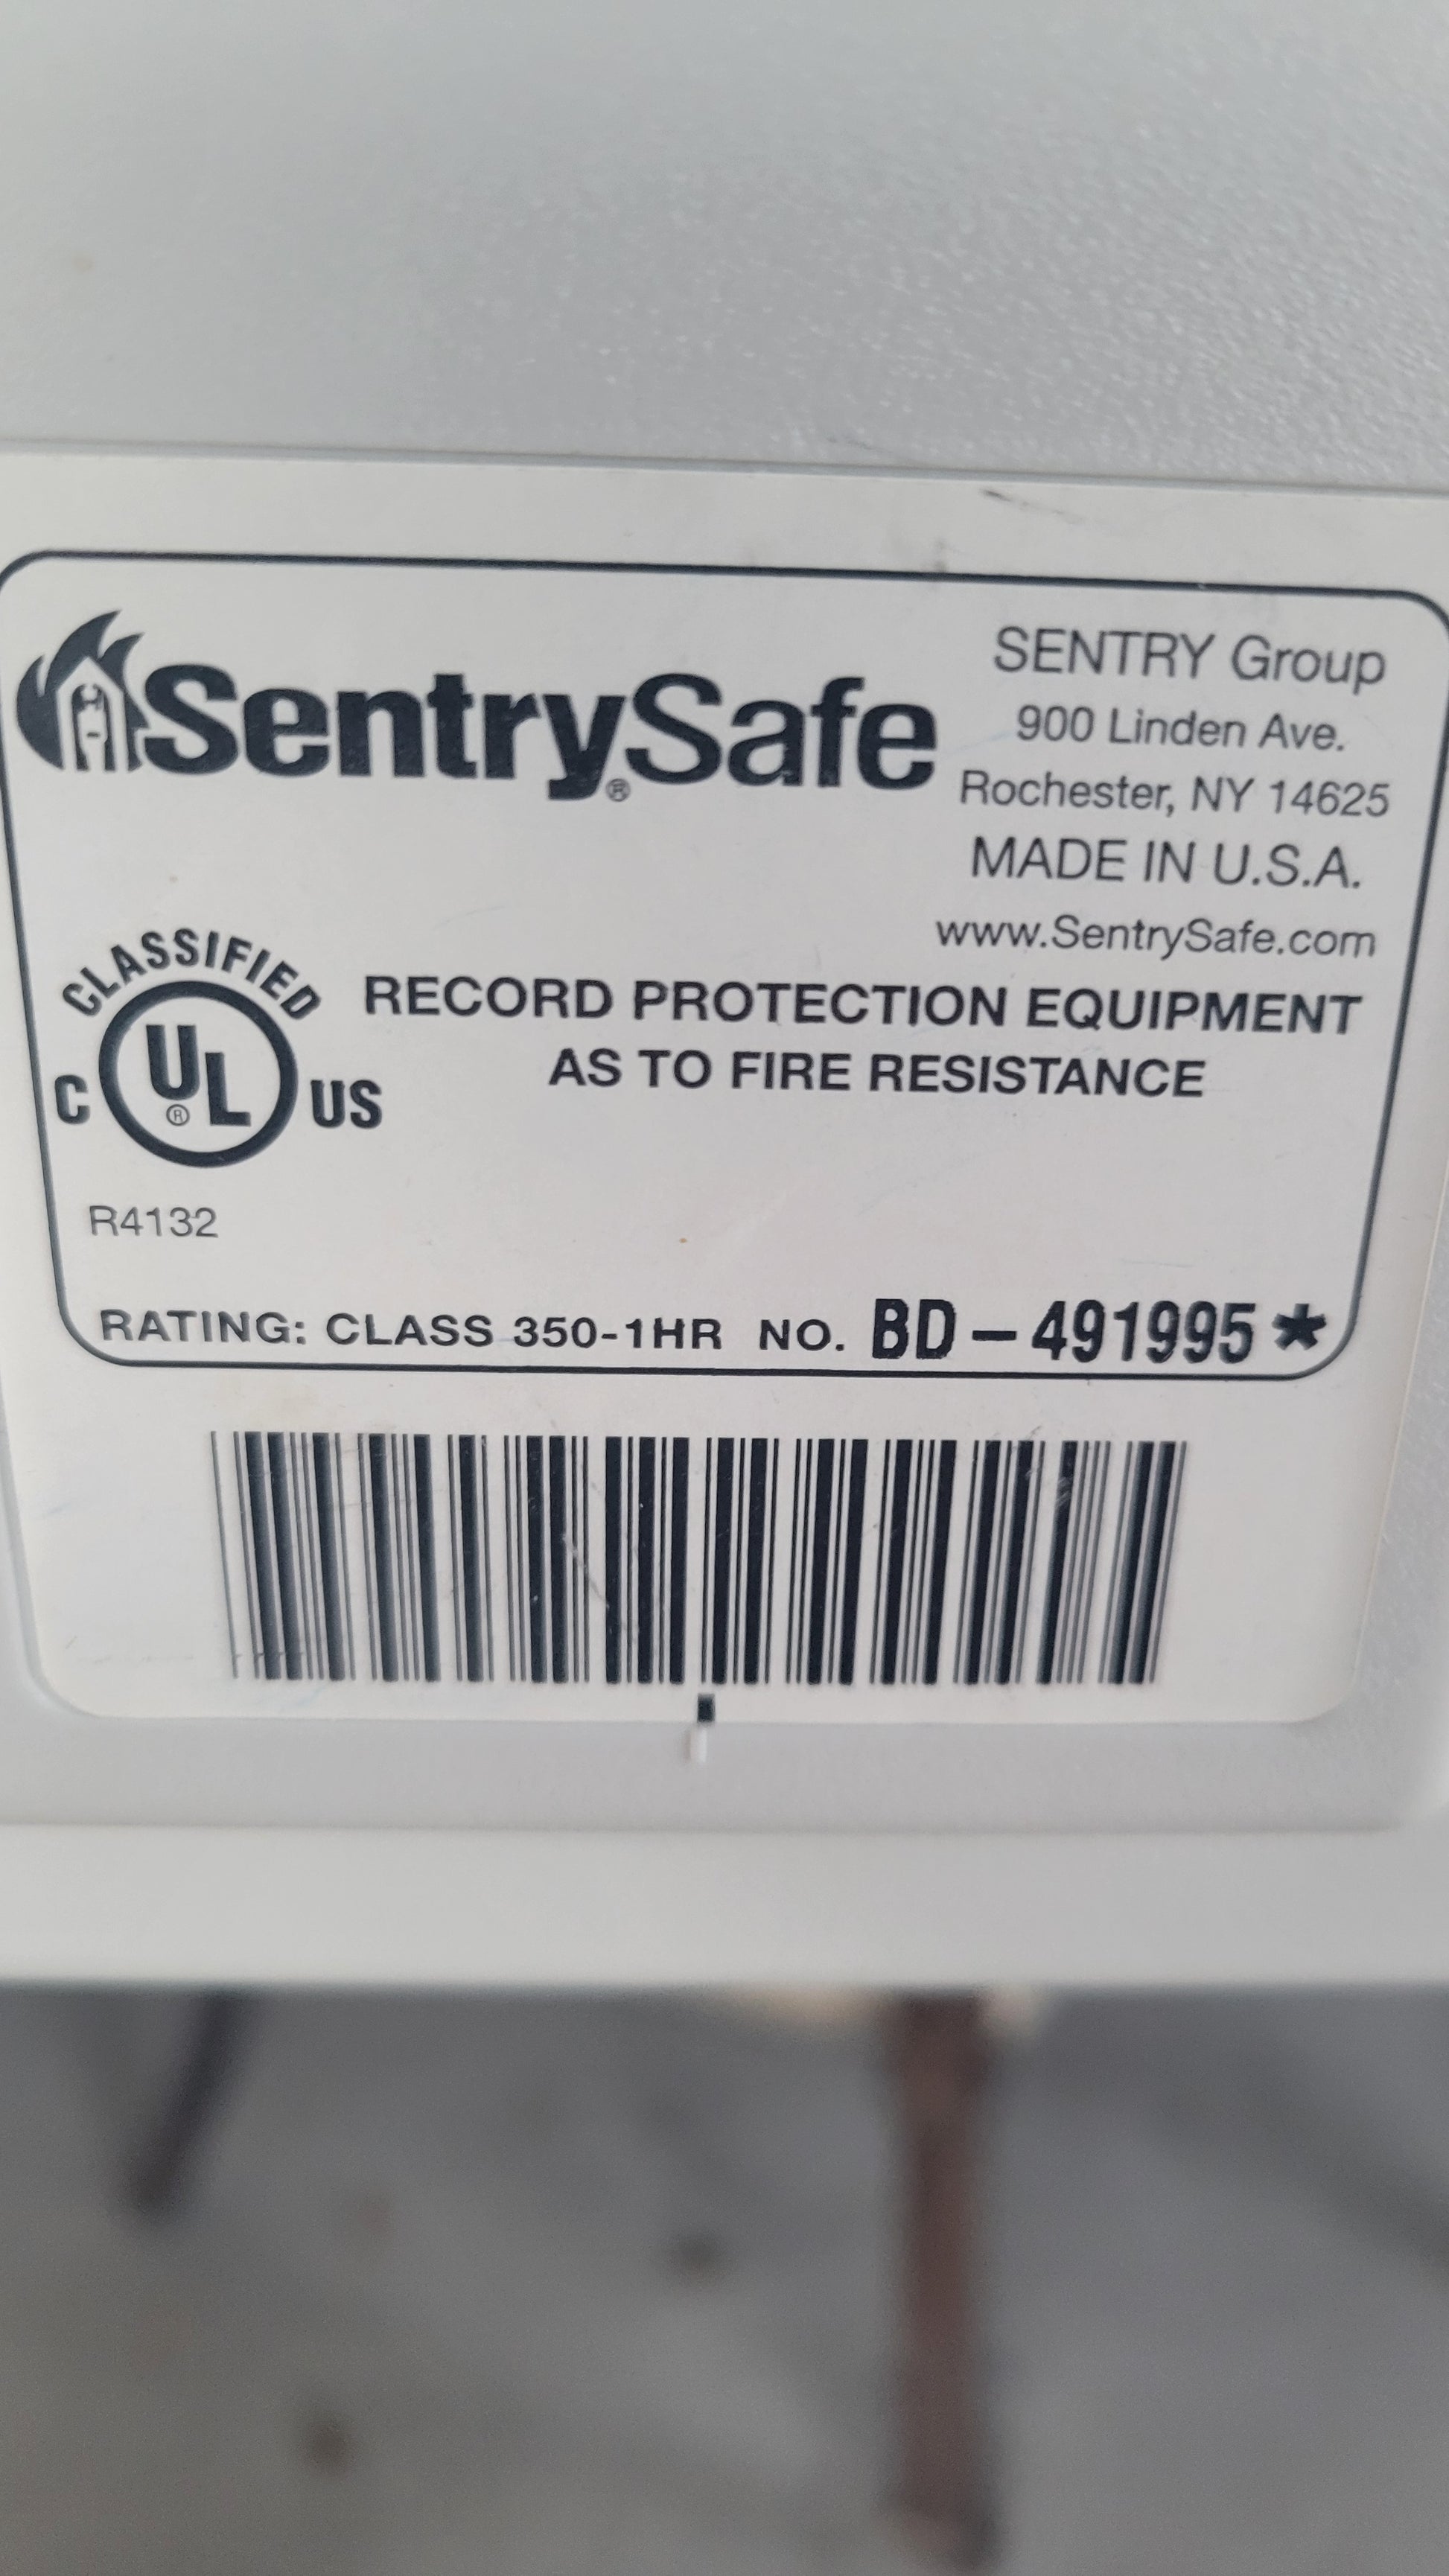 SentrySafe®
SENTRY Group
900 Linden Ave.
Rochester, NY 14625
MADE IN U.S.A.
www.SentrySafe.com
CLASSIFIED
C UL® US
RECORD PROTECTION EQUIPMENT
AS TO FIRE RESISTANCE
R4132
RATING: CLASS 350-1HR NO. BD-491995*